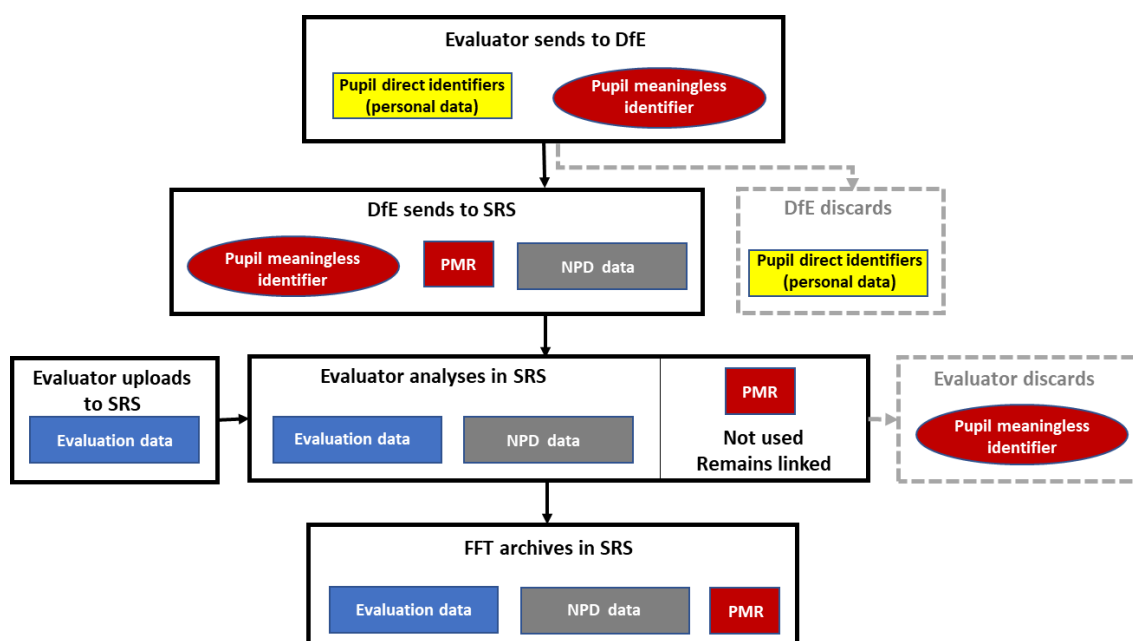 Evaluator sends to DfE
Pupil direct identifiers
(personal data)
Pupil meaningless
identifier
DfE sends to SRS
Pupil meaningless
identifier
PMR
NPD data
DfE discards
Pupil direct identifiers
(personal data)
Evaluator uploads
to SRS
Evaluation data
Evaluator analyses in SRS
Evaluation data
NPD data
PMR
Not used
Remains linked
Evaluator discards
Pupil meaningless
identifier
FFT archives in SRS
Evaluation data
NPD data
PMR